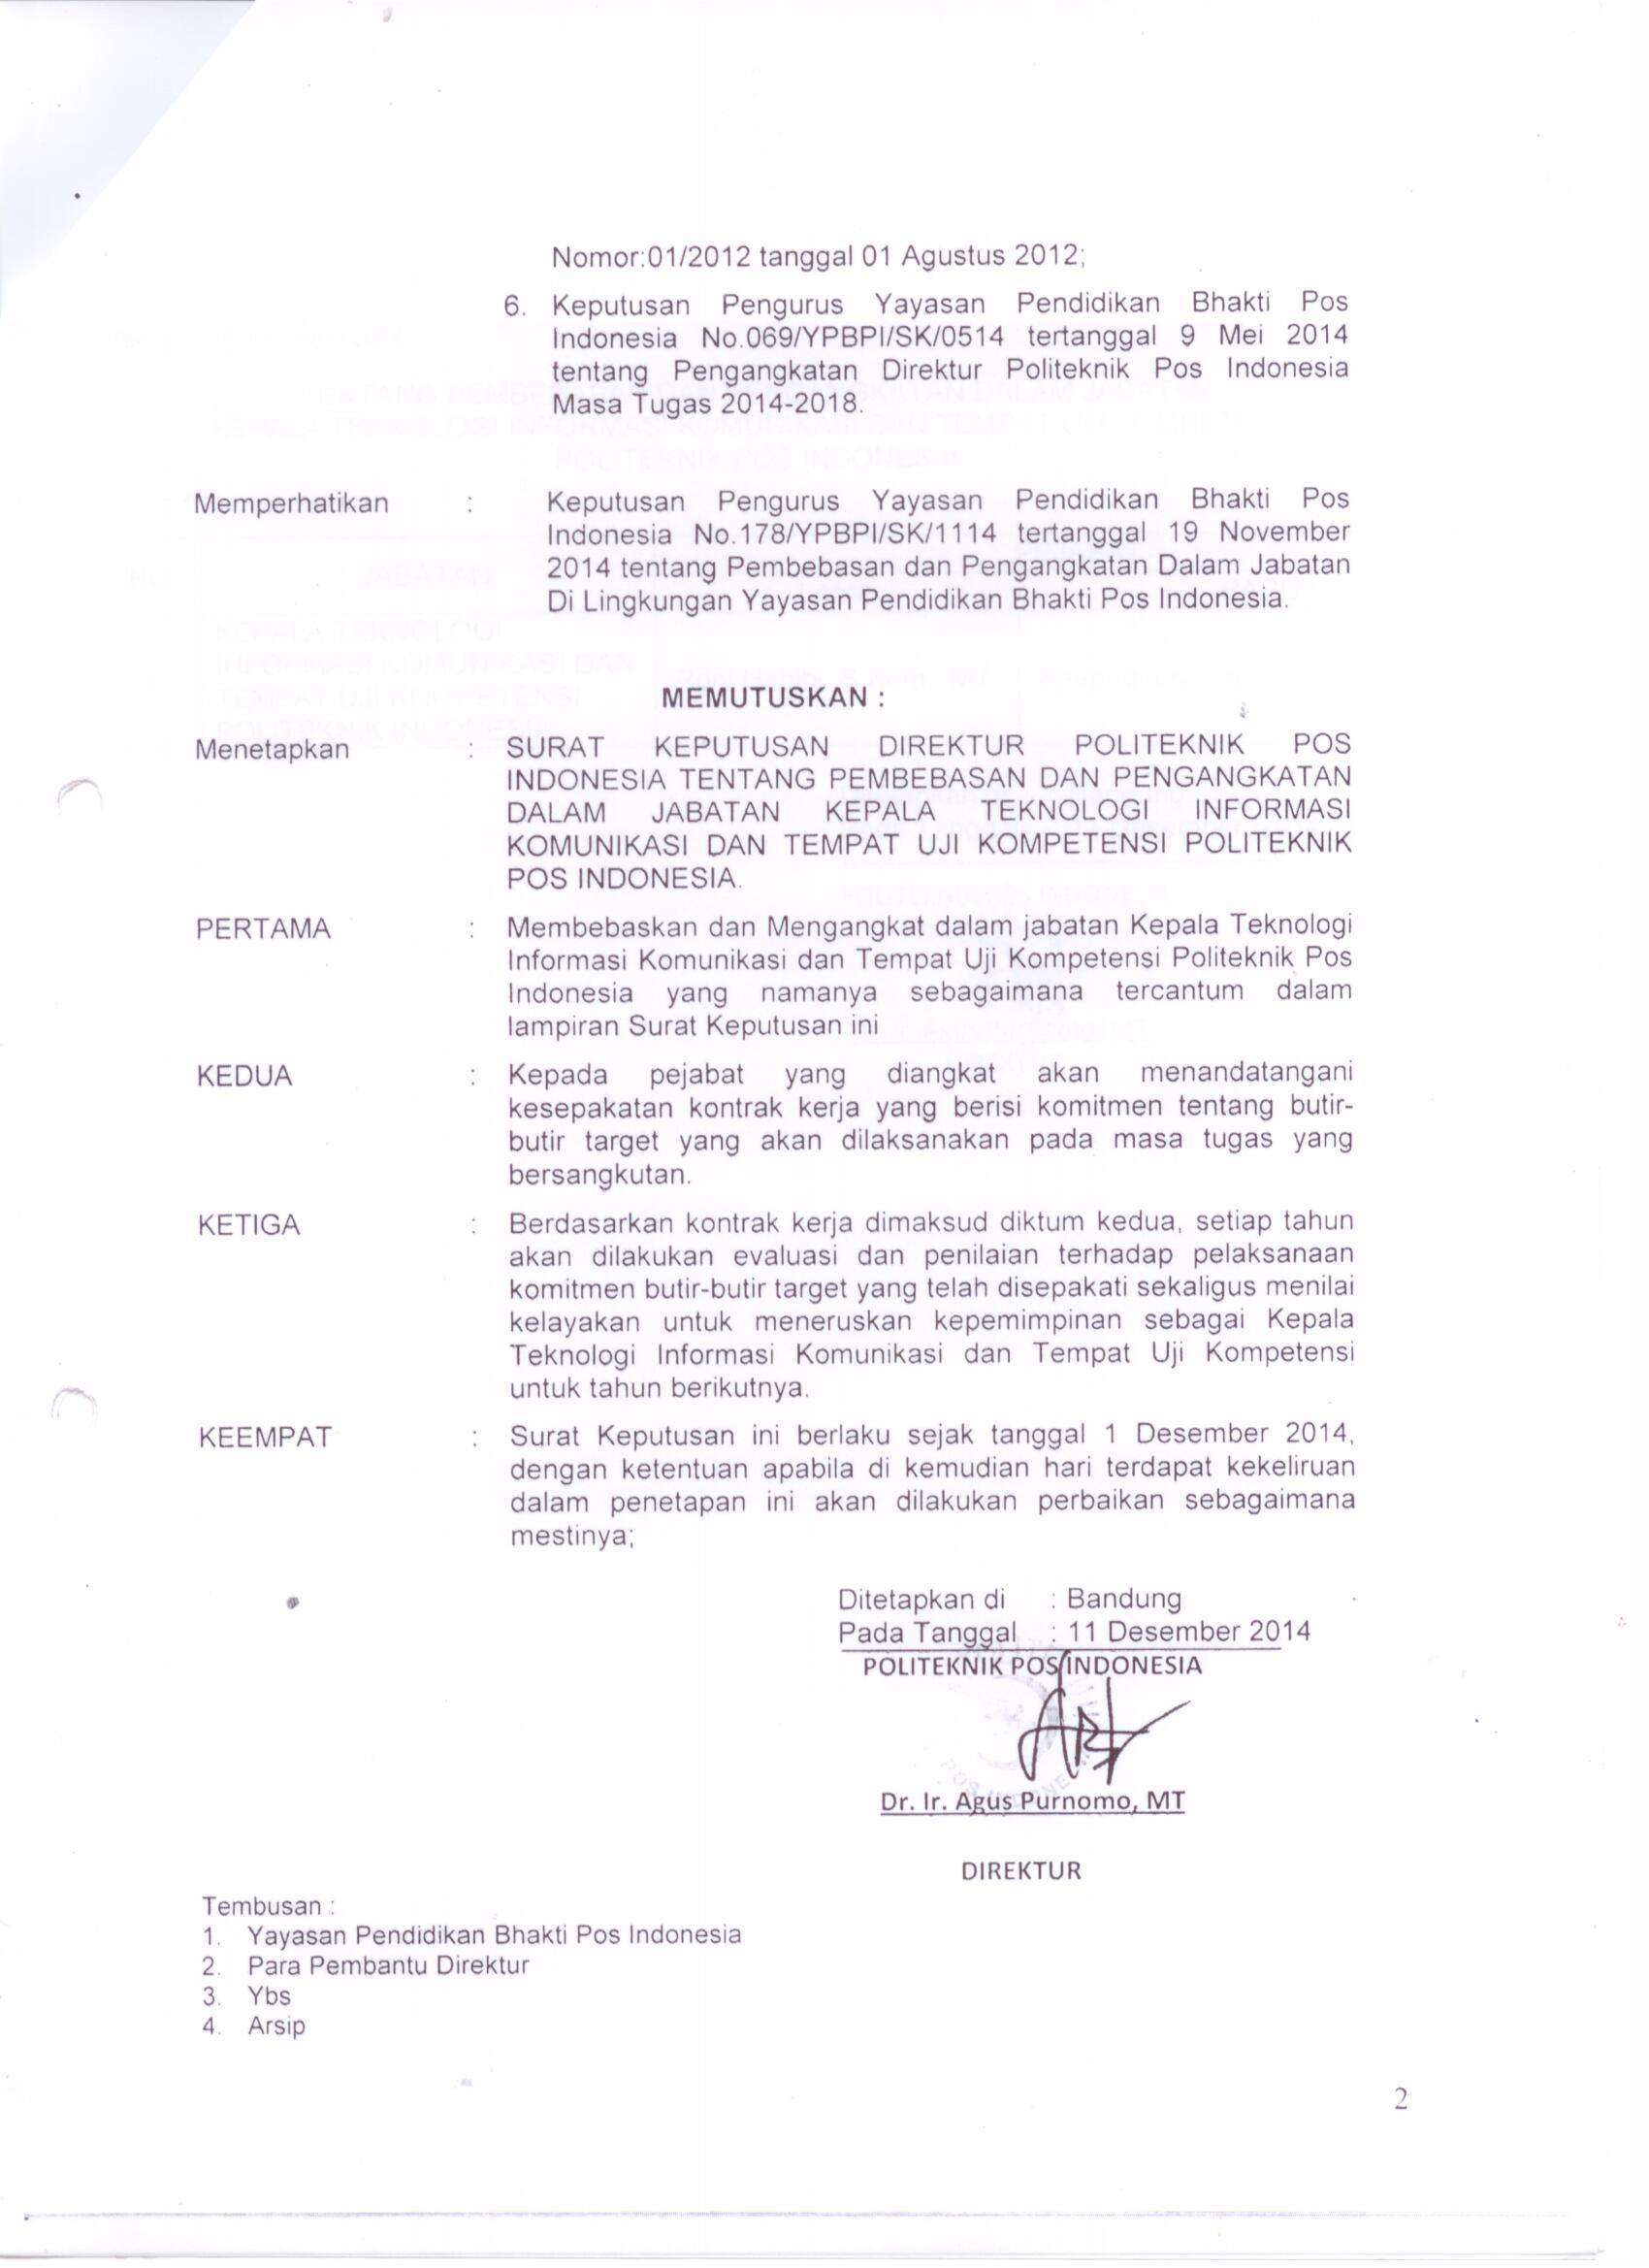 Nomor:01/2012 tanggal 01 Agustus 2012;
6. Keputusan Pengurus Yayasan Pendidikan Bhakti Pos
Indonesia No.069/YPBPI/SK/0514 tertanggal 9 Mei 2014
tentang Pengangkatan Direktur Politeknik Pos Indonesia
Masa Tugas 2014-2018.
Memperhatikan : Keputusan Pengurus Yayasan Pendidikan Bhakti Pos
Indonesia No.178/YPBPI/SK/1114 tertanggal 19 November
2014 tentang Pembebasan dan Pengangkatan Dalam Jabatan
Di Lingkungan Yayasan Pendidikan Bhakti Pos Indonesia.
MEMUTUSKAN :
Menetapkan : SURAT KEPUTUSAN DIREKTUR POLITEKNIK POS
INDONESIA TENTANG PEMBEBASAN DAN PENGANGKATAN
DALAM JABATAN KEPALA TEKNOLOGI INFORMASI
KOMUNIKASI DAN TEMPAT UJI KOMPETENSI POLITEKNIK
POS INDONESIA.
PERTAMA : Membebaskan dan Mengangkat dalam jabatan Kepala Teknologi
Informasi Komunikasi dan Tempat Uji Kompetensi Politeknik Pos
Indonesia yang namanya sebagaimana tercantum dalam
lampiran Surat Keputusan ini
KEDUA : Kepada pejabat yang diangkat akan menandatangani
kesepakatan kontrak kerja yang berisi komitmen tentang butir-
butir target yang akan dilaksanakan pada masa tugas yang
bersangkutan.
KETIGA : Berdasarkan kontrak kerja dimaksud diktum kedua, setiap tahun
akan dilakukan evaluasi dan penilaian terhadap pelaksanaan
komitmen butir-butir target yang telah disepakati sekaligus menilai
kelayakan untuk meneruskan kepemimpinan sebagai Kepala
Teknologi Informasi Komunikasi dan Tempat Uji Kompetensi
untuk tahun berikutnya.
KEEMPAT : Surat Keputusan ini berlaku sejak tanggal 1 Desember 2014,
dengan ketentuan apabila di kemudian hari terdapat kekeliruan
dalam penetapan ini akan dilakukan perbaikan sebagaimana
mestinya;
Ditetapkan di : Bandung
Pada Tanggal : 11 Desember 2014
POLITEKNIK POS INDONESIA
Dr. Ir. Agus Purnomo, MT
DIREKTUR
Tembusan :
1. Yayasan Pendidikan Bhakti Pos Indonesia
2. Para Pembantu Direktur
3. Ybs
4. Arsip
2